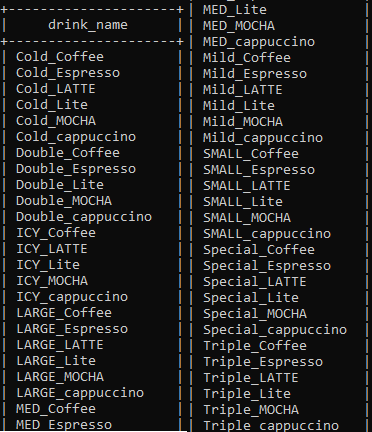 drink_name
Cold_Coffee
Cold_Espresso
Cold_LATTE
Cold_Lite
Cold_MOCHA
Cold_cappuccino
Double_Coffee
Double_Espresso
Double_Lite
Double_MOCHA
Double_cappuccino
ICY_Coffee
ICY_LATTE
ICY_Lite
ICY_MOCHA
ICY_cappuccino
LARGE_Coffee
LARGE_Espresso
LARGE_LATTE
LARGE_Lite
LARGE_MOCHA
LARGE_cappuccino
MED_Coffee
MED_Espresso
MED_Lite
MED_MOCHA
MED_cappuccino
Mild_Coffee
Mild_Espresso
Mild_LATTE
Mild_Lite
Mild_MOCHA
Mild_cappuccino
SMALL_Coffee
SMALL_Espresso
SMALL_LATTE
SMALL_Lite
SMALL_MOCHA
SMALL_cappuccino
Special_Coffee
Special_Espresso
Special_LATTE
Special_Lite
Special_MOCHA
Special_cappuccino
Triple_Coffee
Triple_Espresso
Triple_LATTE
Triple_Lite
Triple_MOCHA
Triple_cappuccino